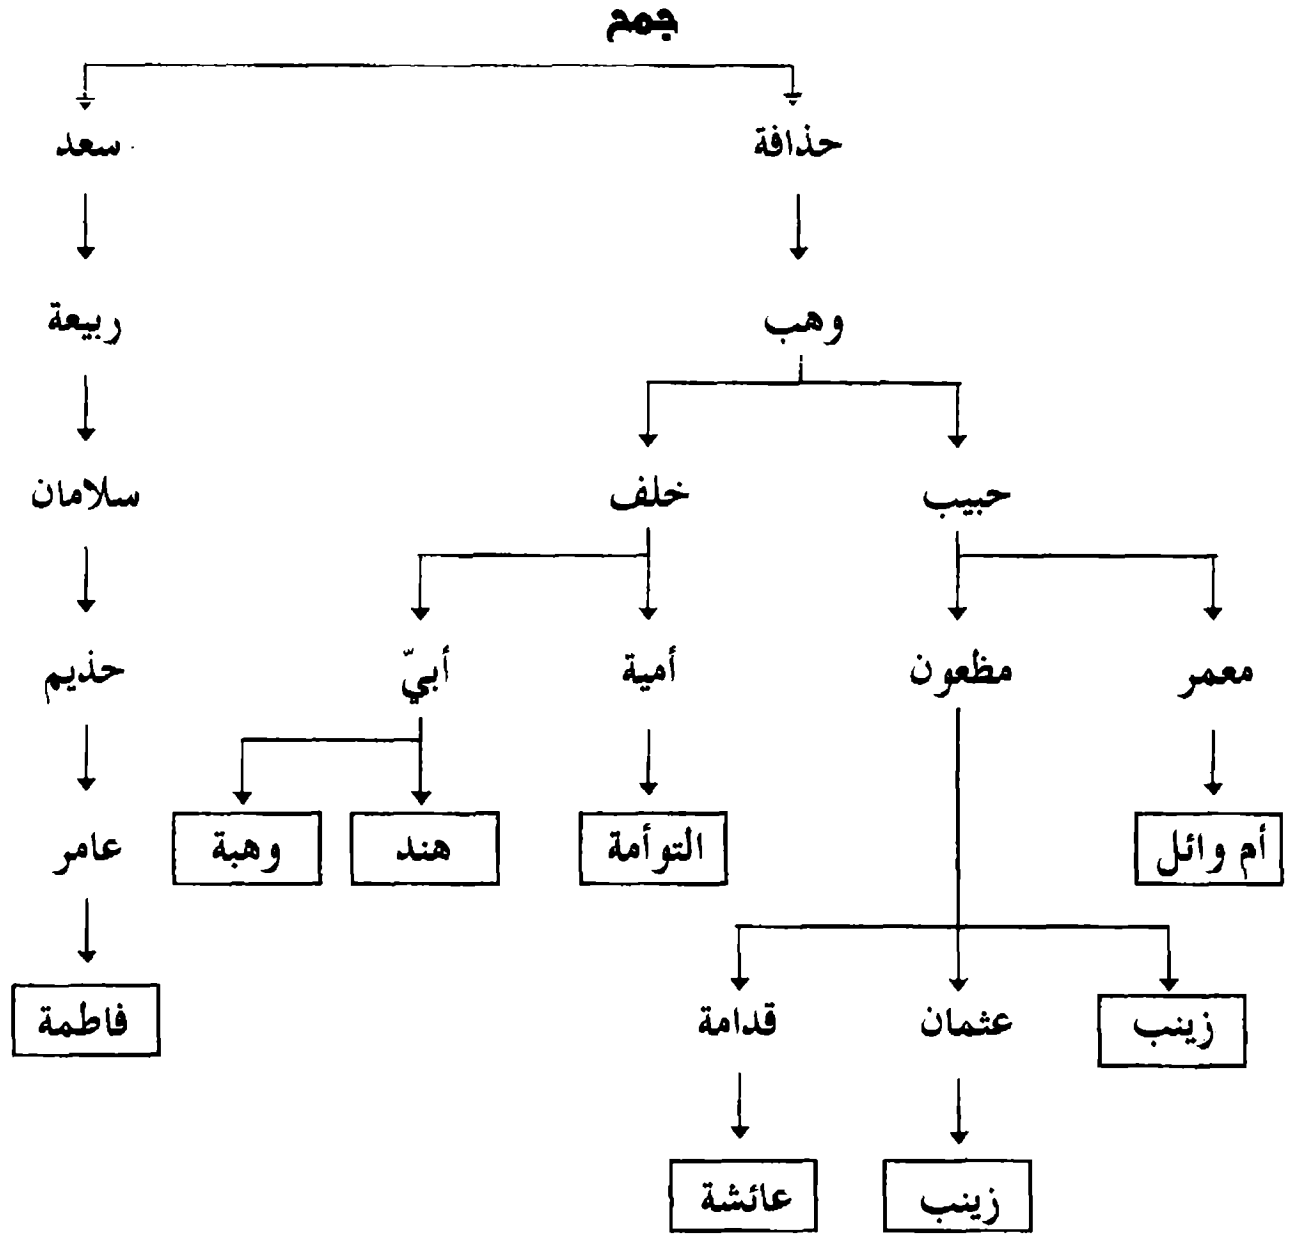 جمح
حذافة سعد
وهب ربيعة
حبيب خلف سلامان
معمر مظعون أمية أبيّ حذيم
أم وائل التوأمة هند وهبة عامر
زينب عثمان قدامة فاطمة
زينب عائشة